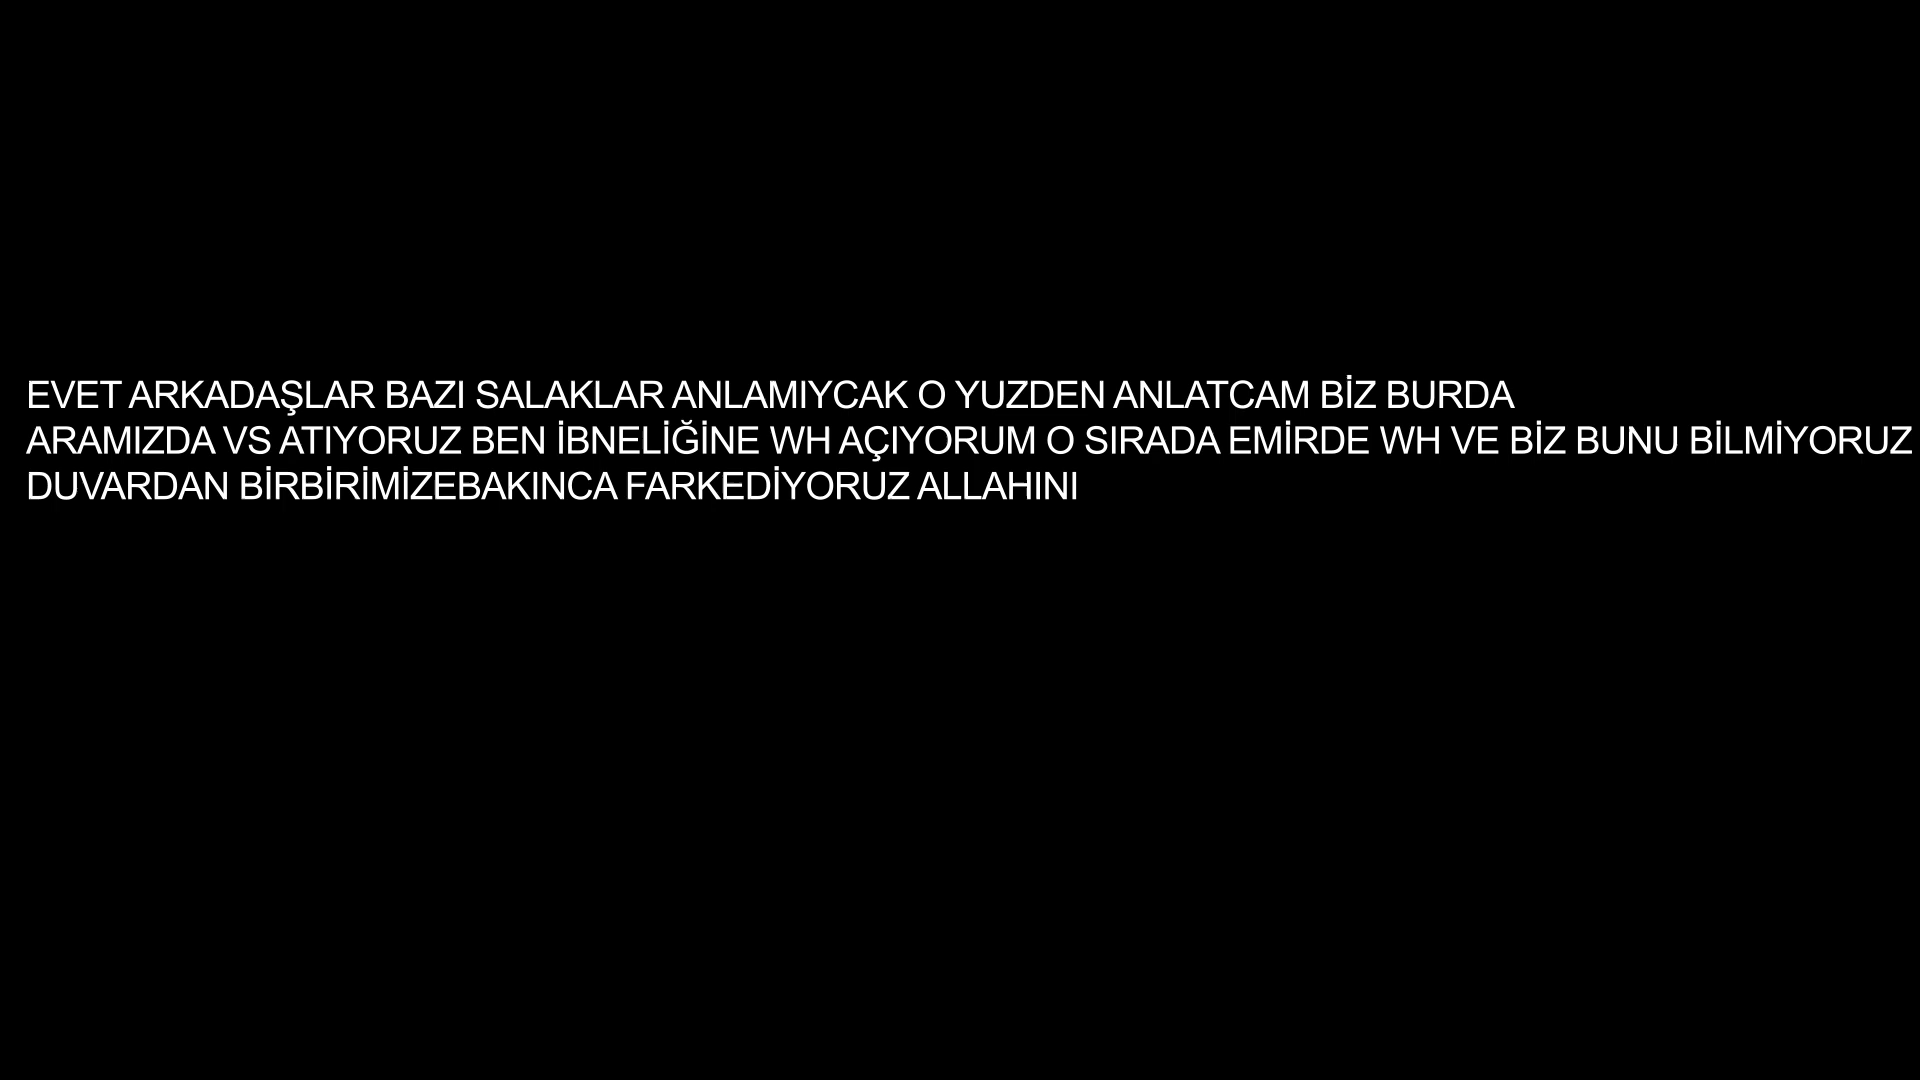 EVET ARKADAŞLAR BAZI SALAKLAR ANLAMIYCAK O YUZDEN ANLATCAM BİZ BURDA
ARAMIZDA VS ATIYORUZ BEN İBNELİĞİNE WH AÇIYORUM O SIRADA EMİRDE WH VE BİZ BUNU BİLMİYORUZ
DUVARDAN BİRBİRİMİZEBAKINCA FARKEDİYORUZ ALLAHINI